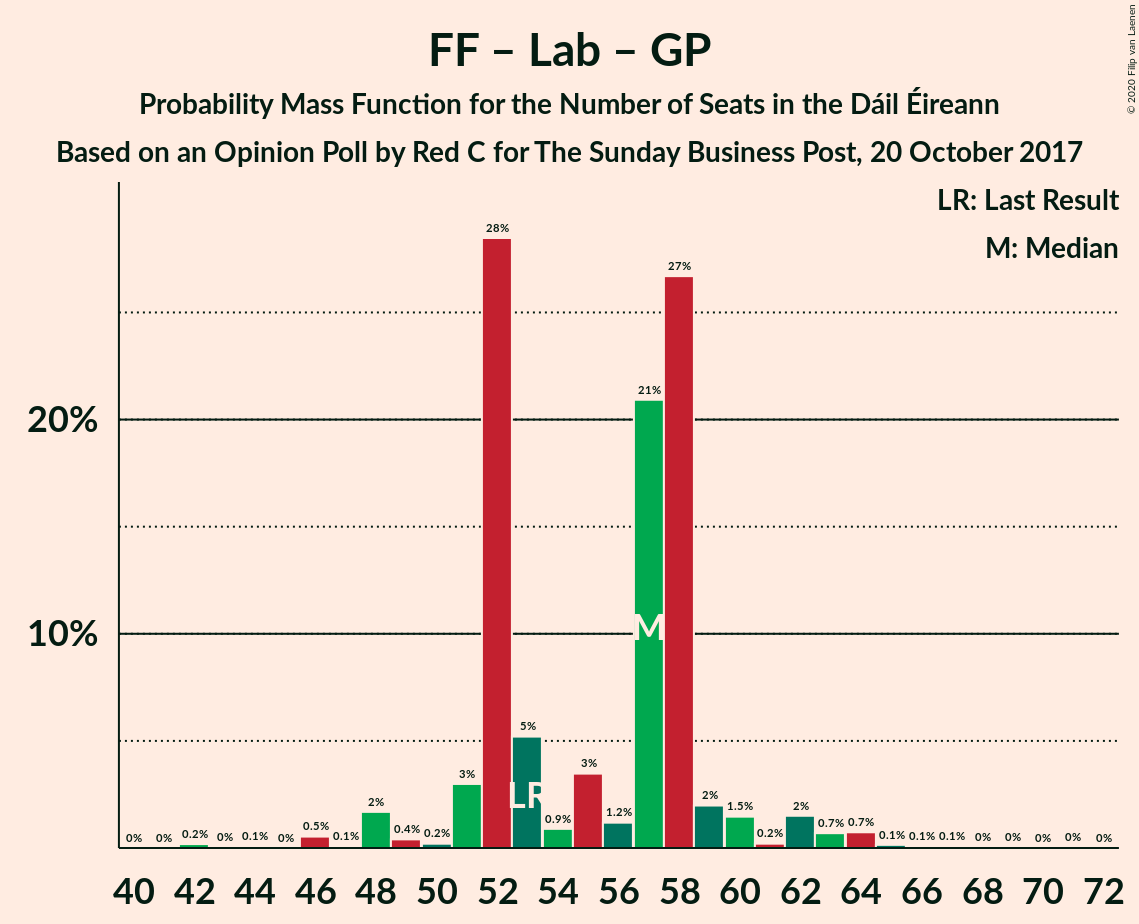 FF – Lab – GP
Probability Mass Function for the Number of Seats in the Dáil Éireann
Based on an Opinion Poll by Red C for The Sunday Business Post, 20 October 2017
© 2020 Filip van Laenen
LR: Last Result
M: Median
20%
10%
0% 0% 0.2% 0% 0.1% 0% 0.5% 0.1% 2% 0.4% 0.2% 3% 28% 5% 0.9% 3% 1.2% 21% 27% 2% 1.5% 0.2% 2% 0.7% 0.7% 0.1% 0.1% 0.1% 0% 0% 0% 0% 0%
LR M
40 42 44 46 48 50 52 54 56 58 60 62 64 66 68 70 72